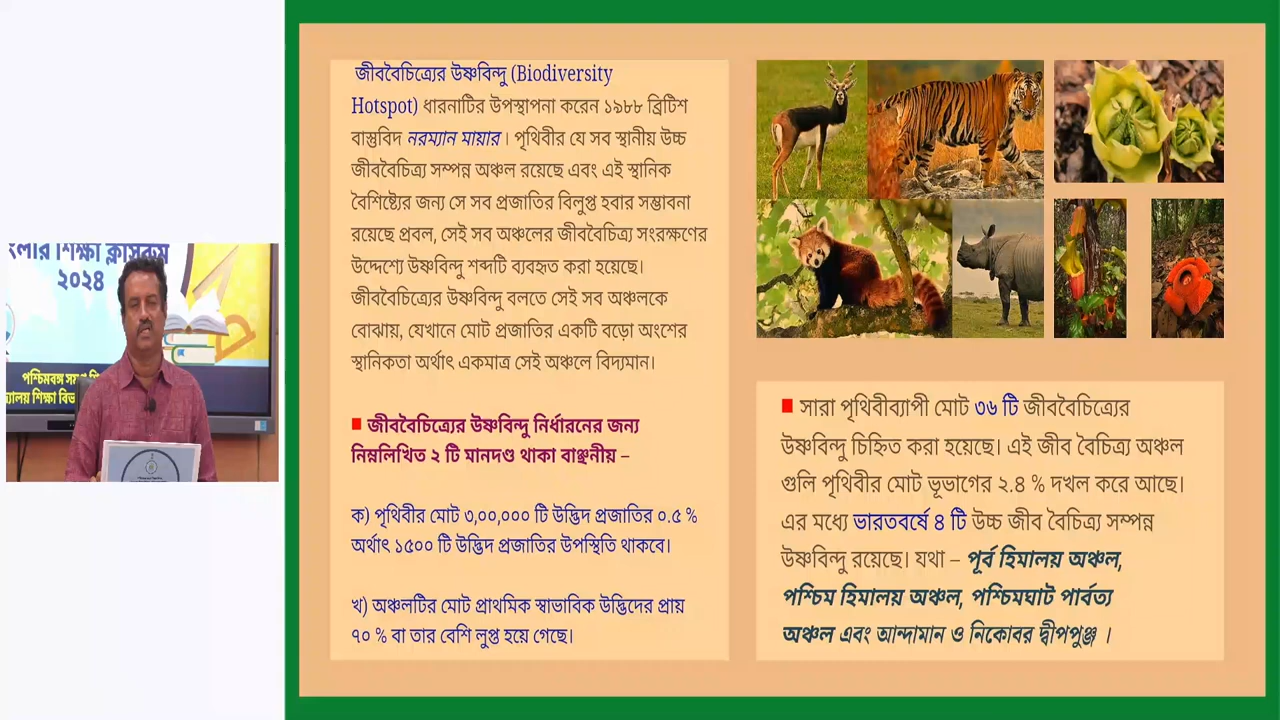 জীববৈচিত্র্যের উষ্ণবিন্দু (Biodiversity
Hotspot) ধারনাটির উপস্থাপনা করেন ১৯৮৮ ব্রিটিশ
বাস্তুবিদ নরম্যান মায়ার । পৃথিবীর যে সব স্থানীয় উচ্চ
জীববৈচিত্র্য সম্পন্ন অঞ্চল রয়েছে এবং এই স্থানিক
বৈশিষ্ট্যের জন্য সে সব প্রজাতির বিলুপ্ত হবার সম্ভাবনা
রয়েছে প্রবল, সেই সব অঞ্চলের জীববৈচিত্র্য সংরক্ষণের
উদ্দেশ্যে উষ্ণবিন্দু শব্দটি ব্যবহৃত করা হয়েছে।
জীববৈচিত্র্যের উষ্ণবিন্দু বলতে সেই সব অঞ্চলকে
বোঝায়, যেখানে মোট প্রজাতির একটি বড়ো অংশের
স্থানিকতা অর্থাৎ একমাত্র সেই অঞ্চলে বিদ্যমান।
জীববৈচিত্র্যের উষ্ণবিন্দু নির্ধারনের জন্য
নিম্নলিখিত ২ টি মানদণ্ড থাকা বাঞ্ছনীয় –
ক) পৃথিবীর মোট ৩,০০,০০০ টি উদ্ভিদ প্রজাতির ০.৫ %
অর্থাৎ ১৫০০ টি উদ্ভিদ প্রজাতির উপস্থিতি থাকবে।
খ) অঞ্চলটির মোট প্রাথমিক স্বাভাবিক উদ্ভিদের প্রায়
৭০ % বা তার বেশি লুপ্ত হয়ে গেছে।
সারা পৃথিবীব্যাপী মোট ৩৬ টি জীববৈচিত্র্যের
উষ্ণবিন্দু চিহ্নিত করা হয়েছে। এই জীব বৈচিত্র্য অঞ্চল
গুলি পৃথিবীর মোট ভূভাগের ২.৪ % দখল করে আছে।
এর মধ্যে ভারতবর্ষে ৪ টি উচ্চ জীব বৈচিত্র্য সম্পন্ন
উষ্ণবিন্দু রয়েছে। যথা – পূর্ব হিমালয় অঞ্চল,
পশ্চিম হিমালয় অঞ্চল, পশ্চিমঘাট পার্বত্য
অঞ্চল এবং আন্দামান ও নিকোবর দ্বীপপুঞ্জ ।
শিক্ষা ক্লাসরুম
২০২৪
পশ্চিমবঙ্গ
শিক্ষা